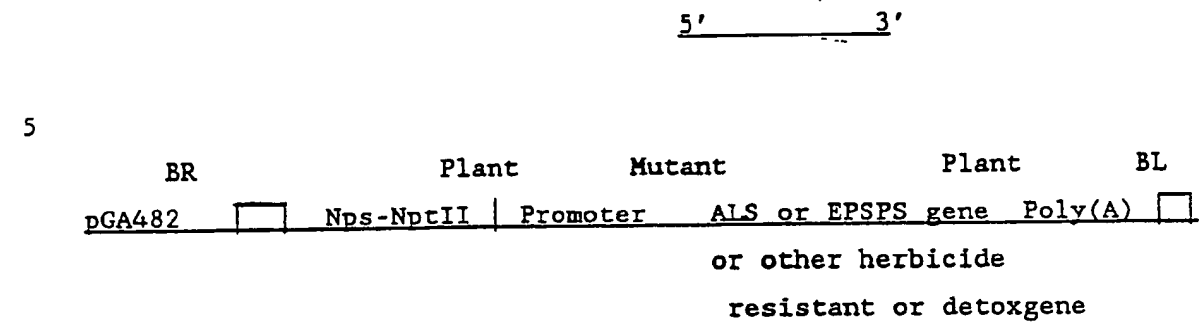 5' 3'
5
BR Plant Mutant Plant BL
pGA482 Nps-NptII Promoter ALS or EPSPS gene Poly(A)
or other herbicide
resistant or detoxgene